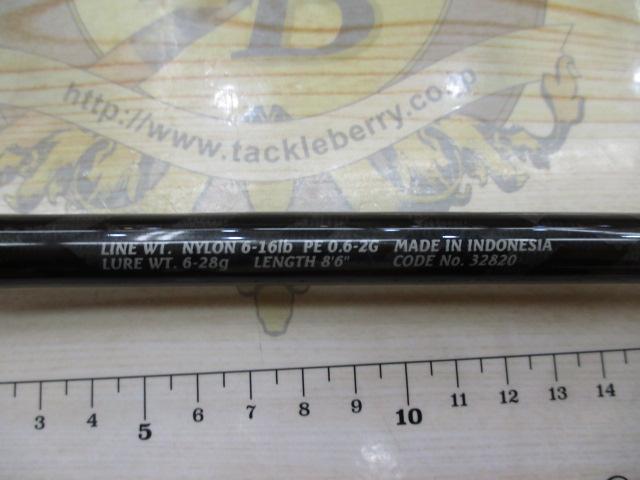 B
http://www.tackleberry.co.jp
LINE WT. NYLON 6-16lb PE 0.6-2G MADE IN INDONESIA
LURE WT. 6-28g LENGTH 8'6" CODE No. 32820
3 4 5 6 7 8 9 10 11 12 13 14